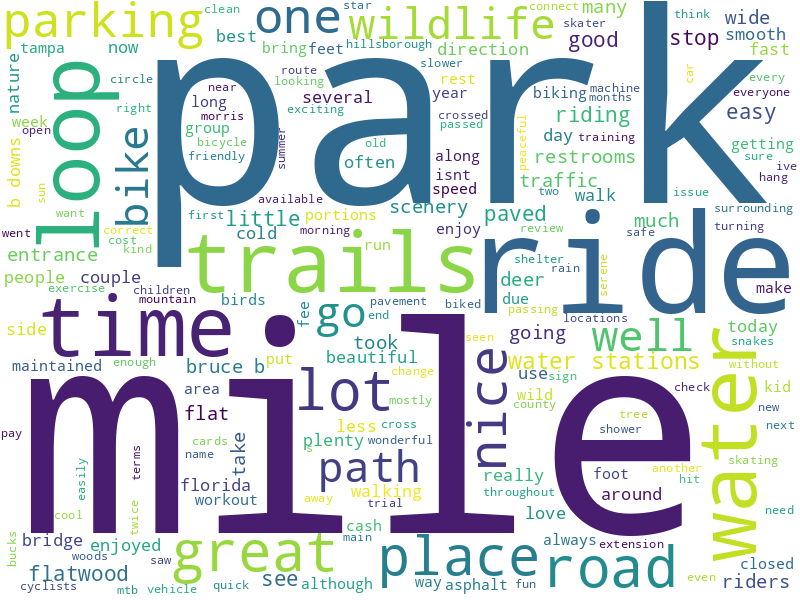 parking
one
wildlife
many
wide
clean
star
connect
think
tampa
now
best
bring
feet
hillsborough
direction
skater
good
stop
smooth
slower
nature
circle
near
route
looking
rest
year
biking
machine
months
fast
every
everyone
car
loop
park
week
right
long
morris
several
exciting
crossed
passed
riding
easy
open
bike
group
bicycle
friendly
summer
old
often
along
isnt
speed
day
training
peaceful
restrooms
traffic
getting
sure
ive
hang
b downs
sun
want
available
first
little
portions
scenery
enjoy
paved
walk
two
issue
much
surrounding
went
correct
cost
kind
cold
morning
review
safe
turning
entrance
trails
run
ride
people
couple
exercise
children
mountain
birds
fee
pavement
biked
end
deer
due
shelter
rain
serene
passing
locations
make
time
go
side
took
going
well
today
maintained
enough
bruce b
put
beautiful
seen
water stations
snakes
without
area
lot
change
nice
use
sign
wild
county
check
kid
water
pay
flat
less
mostly
cross
tree
new
next
mile
cards
name
take
plenty
wonderful
shower
another
hit
skating
easily
terms
florida
workout
path
walking
away
trial
really
throughout
foot
around
love
cool
twice
cash
main
always
extension
need
bucks
bridge
enjoyed
woods
saw
great
place
road
closed
flatwood
see
although
way
asphalt
fun
even
riders
cyclists
mtb
vehicle
quick